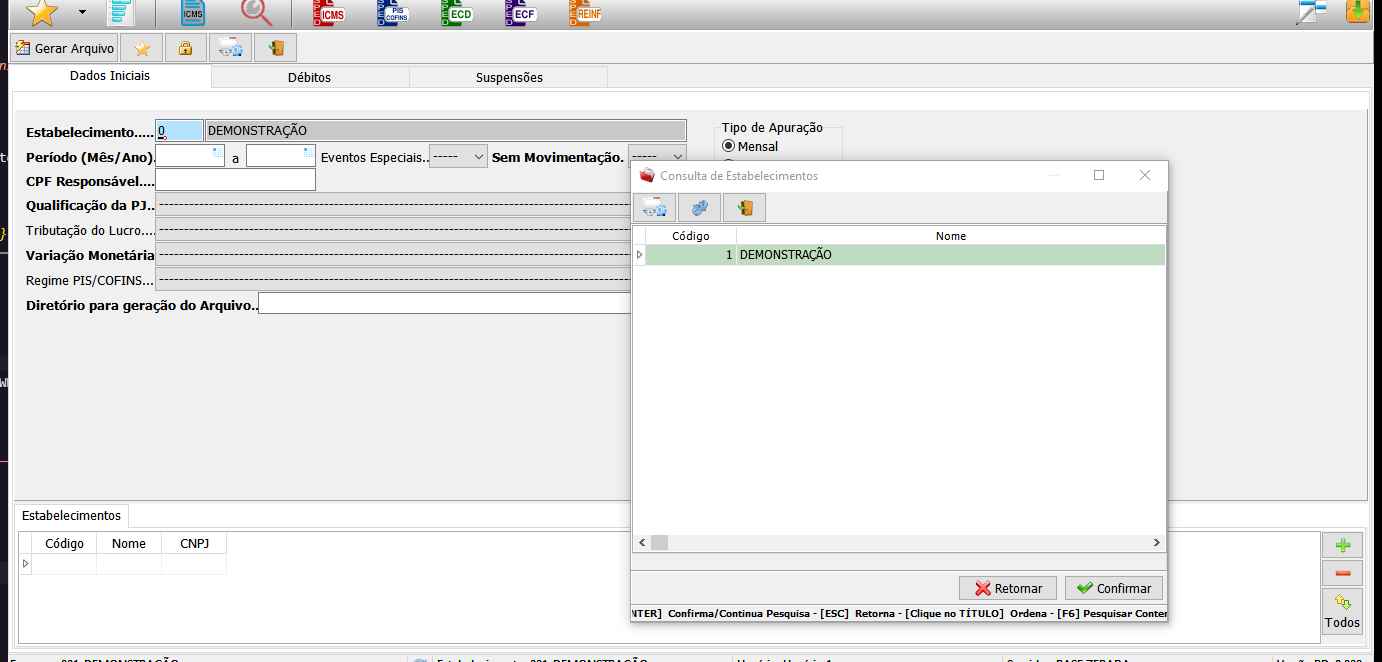 ICMS
ICMS
PIS
COFINS
ECD
ECF
REINF
Gerar Arquivo
Dados Iniciais
Débitos
Suspensões
Estabelecimento.....
0
DEMONSTRAÇÃO
Tipo de Apuração
Período (Mês/Ano).
a
Eventos Especiais..
-----
Sem Movimentação.
-----
Mensal
CPF Responsável....
Qualificação da PJ..
Tributação do Lucro....
Variação Monetária
Regime PIS/COFINS...
Diretório para geração do Arquivo..
Consulta de Estabelecimentos
Código
Nome
1
DEMONSTRAÇÃO
Retornar
Confirmar
NTER] Confirma/Continua Pesquisa - [ESC] Retorna - [Clique no TÍTULO] Ordena - [F6] Pesquisar Conter
Estabelecimentos
Código
Nome
CNPJ
Todos